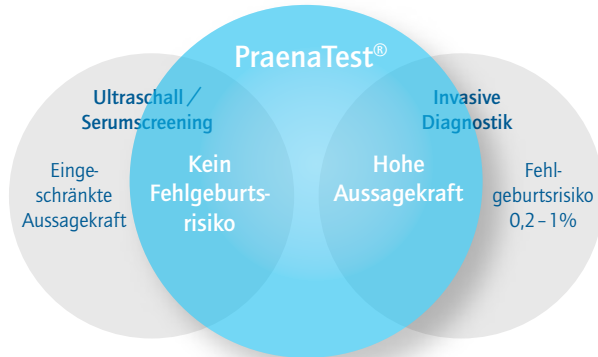 PraenaTest®
Ultraschall /
Serumscreening
Invasive
Diagnostik
Einge-
schränkte
Aussagekraft
Kein
Fehlgeburts-
risiko
Hohe
Aussagekraft
Fehl-
geburtsrisiko
0,2 – 1%